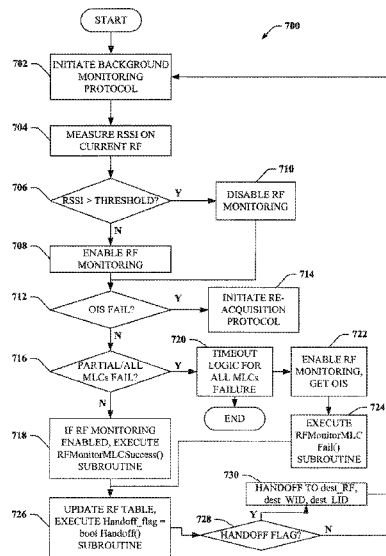 START
700
702
INITIATE BACKGROUND
MONITORING
PROTOCOL
704
MEASURE RSSI ON
CURRENT RF
706
RSSI > THRESHOLD?
Y
N
710
DISABLE RF
MONITORING
708
ENABLE RF
MONITORING
712
OIS FAIL?
Y
N
714
INITIATE RE-
ACQUISITION
PROTOCOL
716
PARTIAL/ALL
MLCs FAIL?
Y
N
720
TIMEOUT
LOGIC FOR
ALL MLCs
FAILURE
END
722
ENABLE RF
MONITORING,
GET OIS
724
EXECUTE
RFMonitorMLC
Fail()
SUBROUTINE
718
IF RF MONITORING
ENABLED, EXECUTE
RFMonitorMLCSuccess()
SUBROUTINE
726
UPDATE RF TABLE,
EXECUTE Handoff_flag =
bool Handoff()
SUBROUTINE
728
HANDOFF FLAG?
Y
N
730
HANDOFF TO dest_RF,
dest_WID, dest_LID